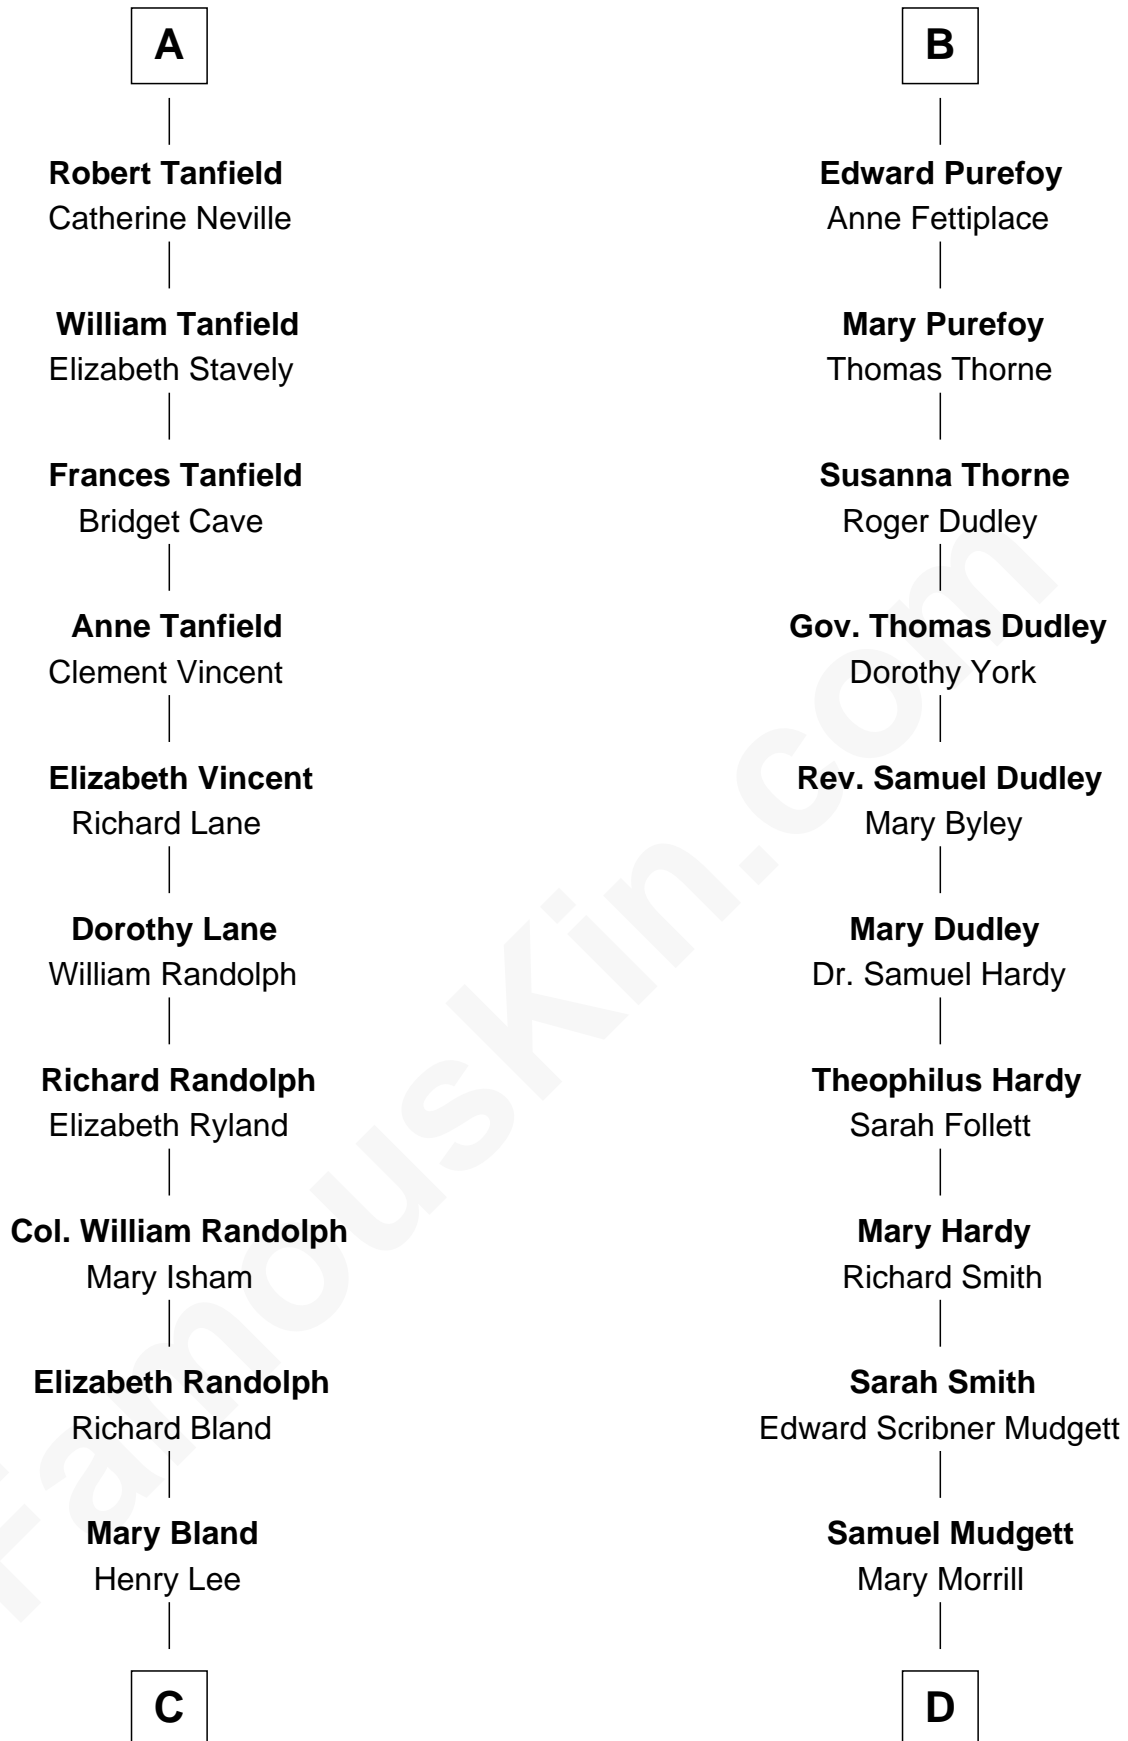 A
Robert Tanfield
Catherine Neville
William Tanfield
Elizabeth Stavely
Frances Tanfield
Bridget Cave
Anne Tanfield
Clement Vincent
Elizabeth Vincent
Richard Lane
Dorothy Lane
William Randolph
Richard Randolph
Elizabeth Ryland
Col. William Randolph
Mary Isham
Elizabeth Randolph
Richard Bland
Mary Bland
Henry Lee
C
B
Edward Purefoy
Anne Fettiplace
Mary Purefoy
Thomas Thorne
Susanna Thorne
Roger Dudley
Gov. Thomas Dudley
Dorothy York
Rev. Samuel Dudley
Mary Byley
Mary Dudley
Dr. Samuel Hardy
Theophilus Hardy
Sarah Follett
Mary Hardy
Richard Smith
Sarah Smith
Edward Scribner Mudgett
Samuel Mudgett
Mary Morrill
D
FamousKin.com